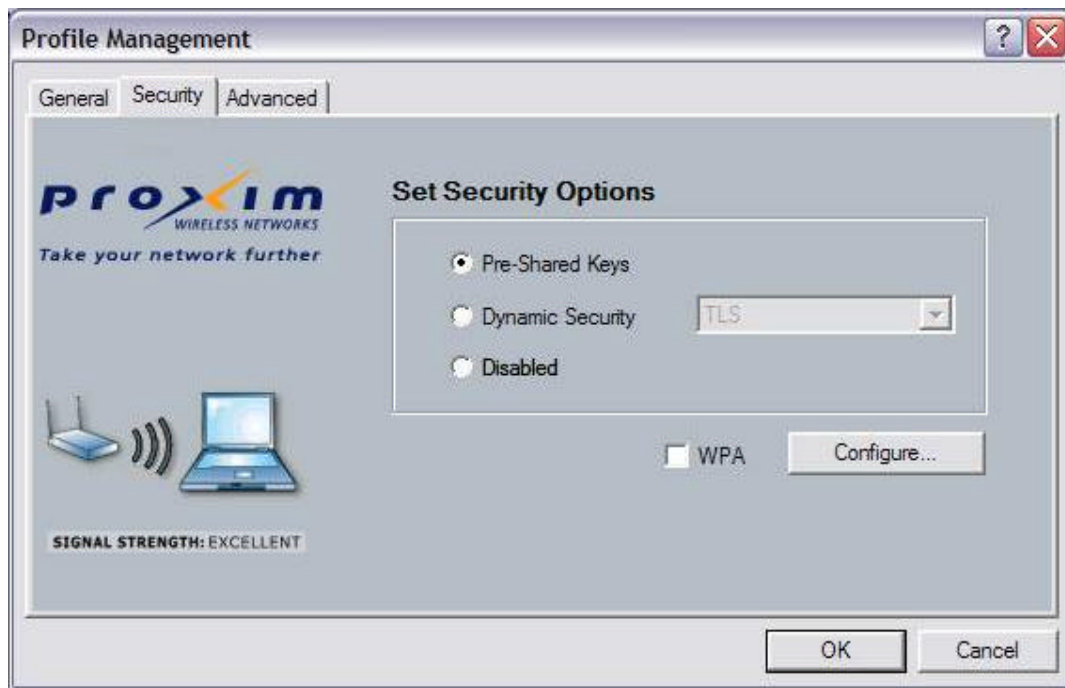 Profile Management
General Security Advanced
proxim
WIRELESS NETWORKS
Take your network further
Set Security Options
Pre-Shared Keys
Dynamic Security TLS
Disabled
WPA Configure...
SIGNAL STRENGTH: EXCELLENT
OK Cancel